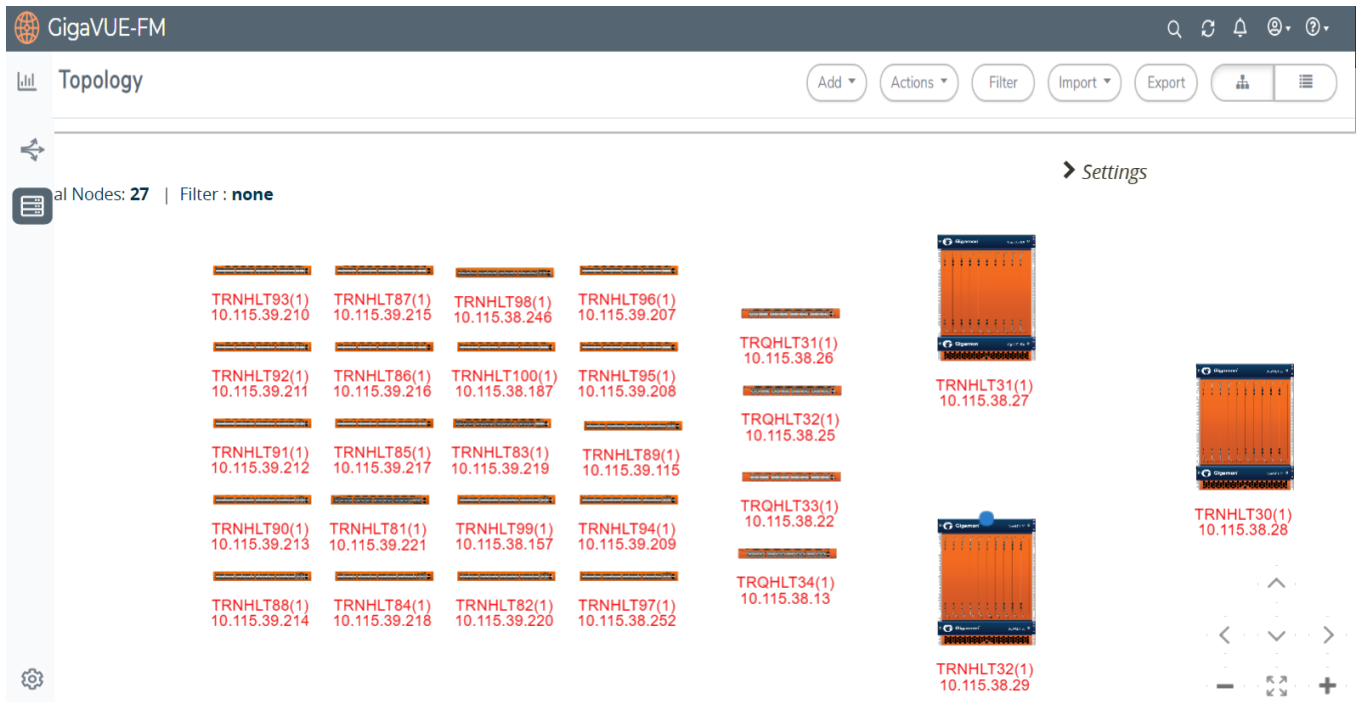 GigaVUE-FM
Topology
Add
Actions
Filter
Import
Export
Settings
al Nodes: 27 | Filter : none
TRNHLT93(1)
10.115.39.210
TRNHLT87(1)
10.115.39.215
TRNHLT98(1)
10.115.38.246
TRNHLT96(1)
10.115.39.207
TRNHLT92(1)
10.115.39.211
TRNHLT86(1)
10.115.39.216
TRNHLT100(1)
10.115.38.187
TRNHLT95(1)
10.115.39.208
TRNHLT91(1)
10.115.39.212
TRNHLT85(1)
10.115.39.217
TRNHLT83(1)
10.115.39.219
TRNHLT89(1)
10.115.39.115
TRNHLT90(1)
10.115.39.213
TRNHLT81(1)
10.115.39.221
TRNHLT99(1)
10.115.38.157
TRNHLT94(1)
10.115.39.209
TRNHLT88(1)
10.115.39.214
TRNHLT84(1)
10.115.39.218
TRNHLT82(1)
10.115.39.220
TRNHLT97(1)
10.115.38.252
TRQHLT31(1)
10.115.38.26
TRQHLT32(1)
10.115.38.25
TRQHLT33(1)
10.115.38.22
TRQHLT34(1)
10.115.38.13
Gigamon
Gigamon
TRNHLT31(1)
10.115.38.27
Gigamon
Gigamon
TRNHLT32(1)
10.115.38.29
Gigamon
Gigamon
TRNHLT30(1)
10.115.38.28